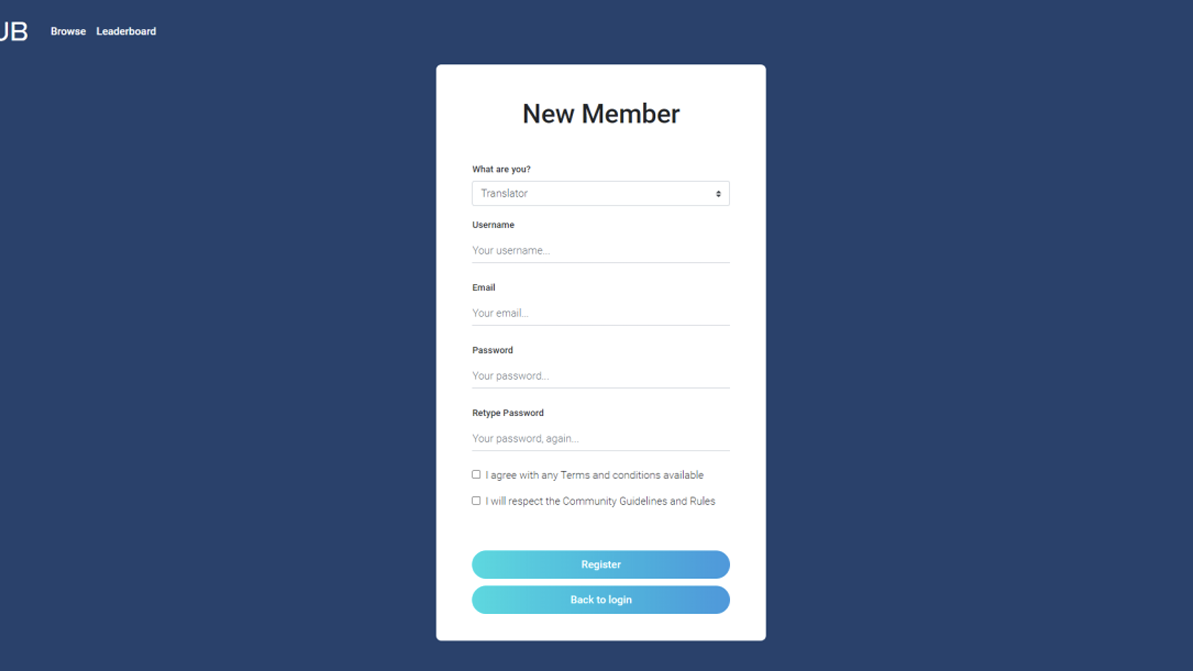 UB Browse Leaderboard
New Member
What are you?
Translator
Username
Your username...
Email
Your email...
Password
Your password...
Retype Password
Your password, again...
I agree with any Terms and conditions available
I will respect the Community Guidelines and Rules
Register
Back to login